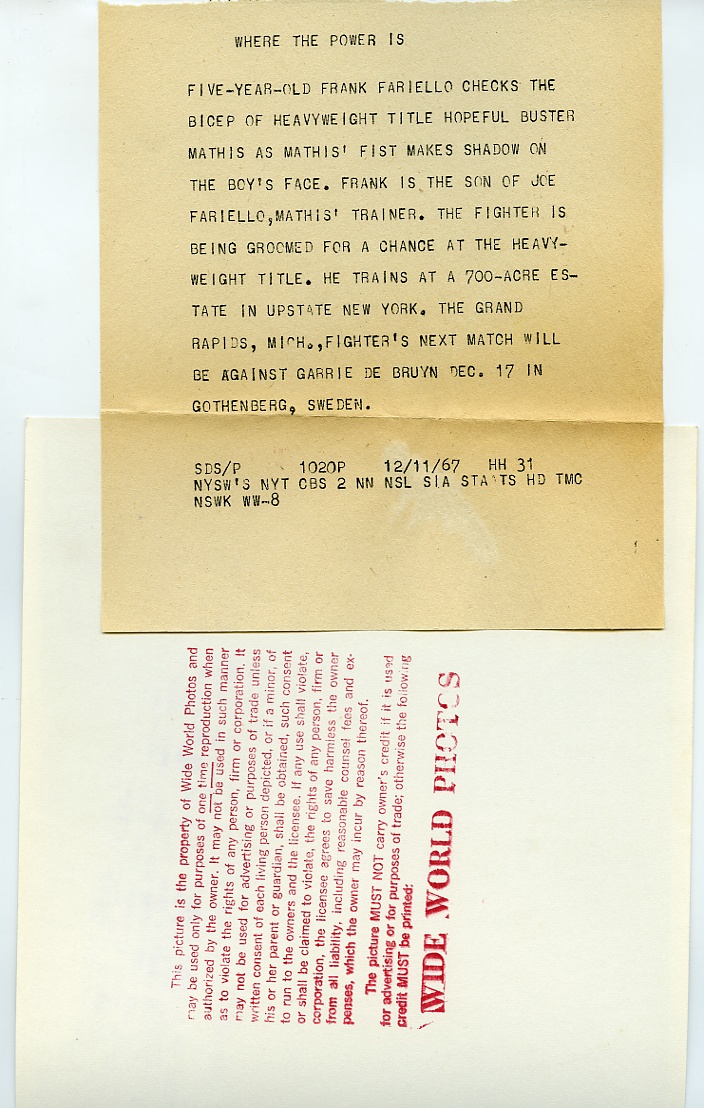 WHERE THE POWER IS
FIVE-YEAR-OLD FRANK FARIELLO CHECKS THE
BICEP OF HEAVYWEIGHT TITLE HOPEFUL BUSTER
MATHIS AS MATHIS' FIST MAKES SHADOW ON
THE BOY'S FACE. FRANK IS THE SON OF JOE
FARIELLO,MATHIS' TRAINER. THE FIGHTER IS
BEING GROOMED FOR A CHANCE AT THE HEAVY-
WEIGHT TITLE. HE TRAINS AT A 700-ACRE ES-
TATE IN UPSTATE NEW YORK. THE GRAND
RAPIDS, MICH.,FIGHTER'S NEXT MATCH WILL
BE AGAINST GARRIE DE BRUYN DEC. 17 IN
GOTHENBERG, SWEDEN.
SDS/P 1020P 12/11/67 HH 31
NYSW'S NYT CBS 2 NN NSL SIA STATS HD TMC
NSWK WW-8
This picture is the property of Wide World Photos and
may be used only for purposes of one time reproduction when
authorized by the owner. It may not be used in such manner
as to violate the rights of any person, firm or corporation. It
may not be used for advertising or purposes of trade unless
written consent of each living person depicted, or if a minor, of
his or her parent or guardian, shall be obtained, such consent
to run to the owners and the licensee. If any use shall violate,
or shall be claimed to violate, the rights of any person, firm or
corporation, the licensee agrees to save harmless the owner
from all liability, including reasonable counsel fees and ex-
penses, which the owner may incur by reason thereof.
The picture MUST NOT carry owner's credit if it is used
for advertising or for purposes of trade; otherwise the following
credit MUST be printed:
WIDE WORLD PHOTOS